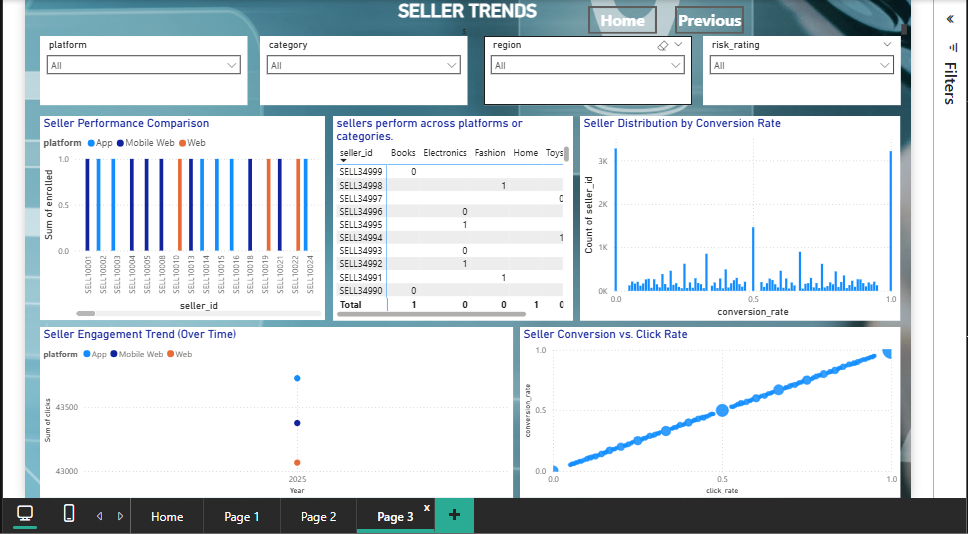 SELLER TRENDS
Home
Previous
platform
All
category
All
region
All
risk_rating
All
Filters
Seller Performance Comparison
platform App Mobile Web Web
Sum of enrolled
1.0
0.5
0.0
SELL10001 SELL10002 SELL10003 SELL10004 SELL10005 SELL10008 SELL10010 SELL10013 SELL10014 SELL10015 SELL10016 SELL10018 SELL10019 SELL10021 SELL10022 SELL10024
seller_id
sellers perform across platforms or
categories.
seller_id Books Electronics Fashion Home Toys
SELL34999 0
SELL34998 1
SELL34997 0
SELL34996 0
SELL34995 1
SELL34994 1
SELL34993 0
SELL34992 1
SELL34991 1
SELL34990 0
Total 1 0 0 1 0
Seller Distribution by Conversion Rate
Count of seller_id
3K
2K
1K
0K
0.0 0.5 1.0
conversion_rate
Seller Engagement Trend (Over Time)
platform App Mobile Web Web
Sum of clicks
43500
43000
2025
Year
Seller Conversion vs. Click Rate
conversion_rate
1.0
0.5
0.0
0.0 0.5 1.0
click_rate
Home
Page 1
Page 2
Page 3
x
+